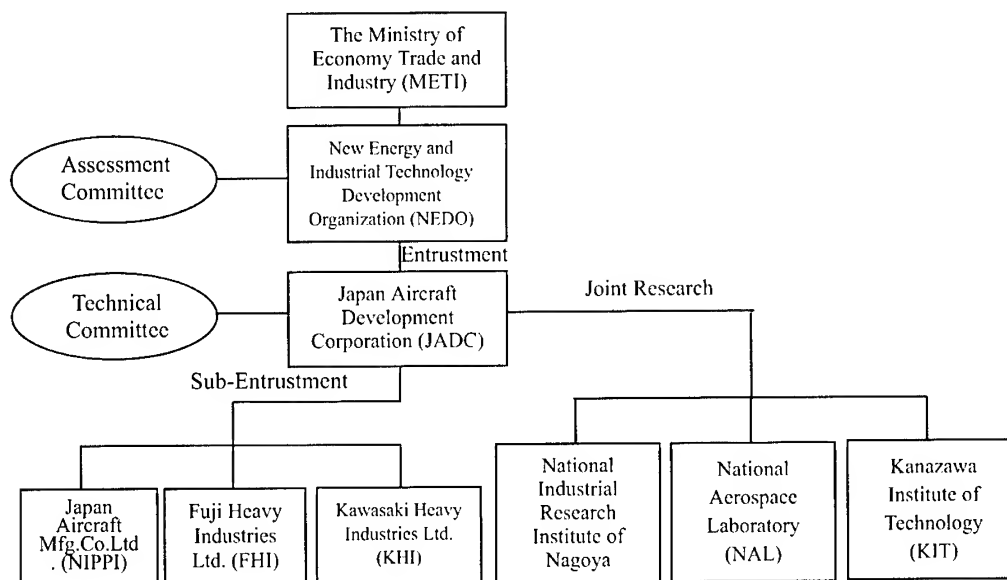 The Ministry of
Economy Trade and
Industry (METI)
Assessment
Committee
New Energy and
Industrial Technology
Development
Organization (NEDO)
Entrustment
Technical
Committee
Japan Aircraft
Development
Corporation (JADC)
Joint Research
Sub-Entrustment
Japan
Aircraft
Mfg.Co.Ltd
. (NIPPI)
Fuji Heavy
Industries
Ltd. (FHI)
Kawasaki Heavy
Industries Ltd.
(KHI)
National
Industrial
Research
Institute of
Nagoya
National
Aerospace
Laboratory
(NAL)
Kanazawa
Institute of
Technology
(KIT)